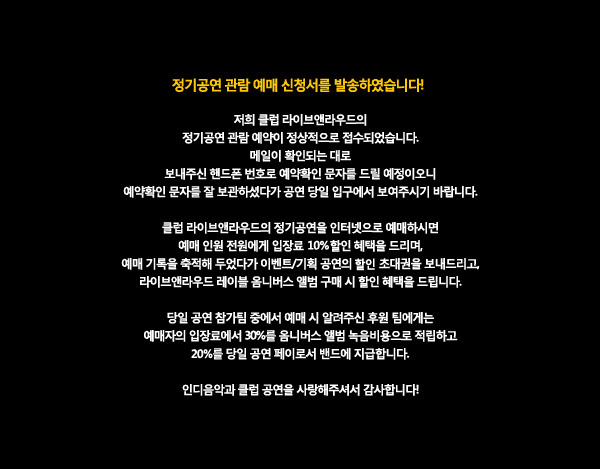 정기공연 관람 예매 신청서를 발송하였습니다!
저희 클럽 라이브앤라우드의
정기공연 관람 예약이 정상적으로 접수되었습니다.
메일이 확인되는 대로
보내주신 핸드폰 번호로 예약확인 문자를 드릴 예정이오니
예약확인 문자를 잘 보관하셨다가 공연 당일 입구에서 보여주시기 바랍니다.
클럽 라이브앤라우드의 정기공연을 인터넷으로 예매하시면
예매 인원 전원에게 입장료 10%할인 혜택을 드리며,
예매 기록을 축적해 두었다가 이벤트/기획 공연의 할인 초대권을 보내드리고,
라이브앤라우드 레이블 옴니버스 앨범 구매 시 할인 혜택을 드립니다.
당일 공연 참가팀 중에서 예매 시 알려주신 후원 팀에게는
예매자의 입장료에서 30%를 옴니버스 앨범 녹음비용으로 적립하고
20%를 당일 공연 페이로서 밴드에 지급합니다.
인디음악과 클럽 공연을 사랑해주셔서 감사합니다!